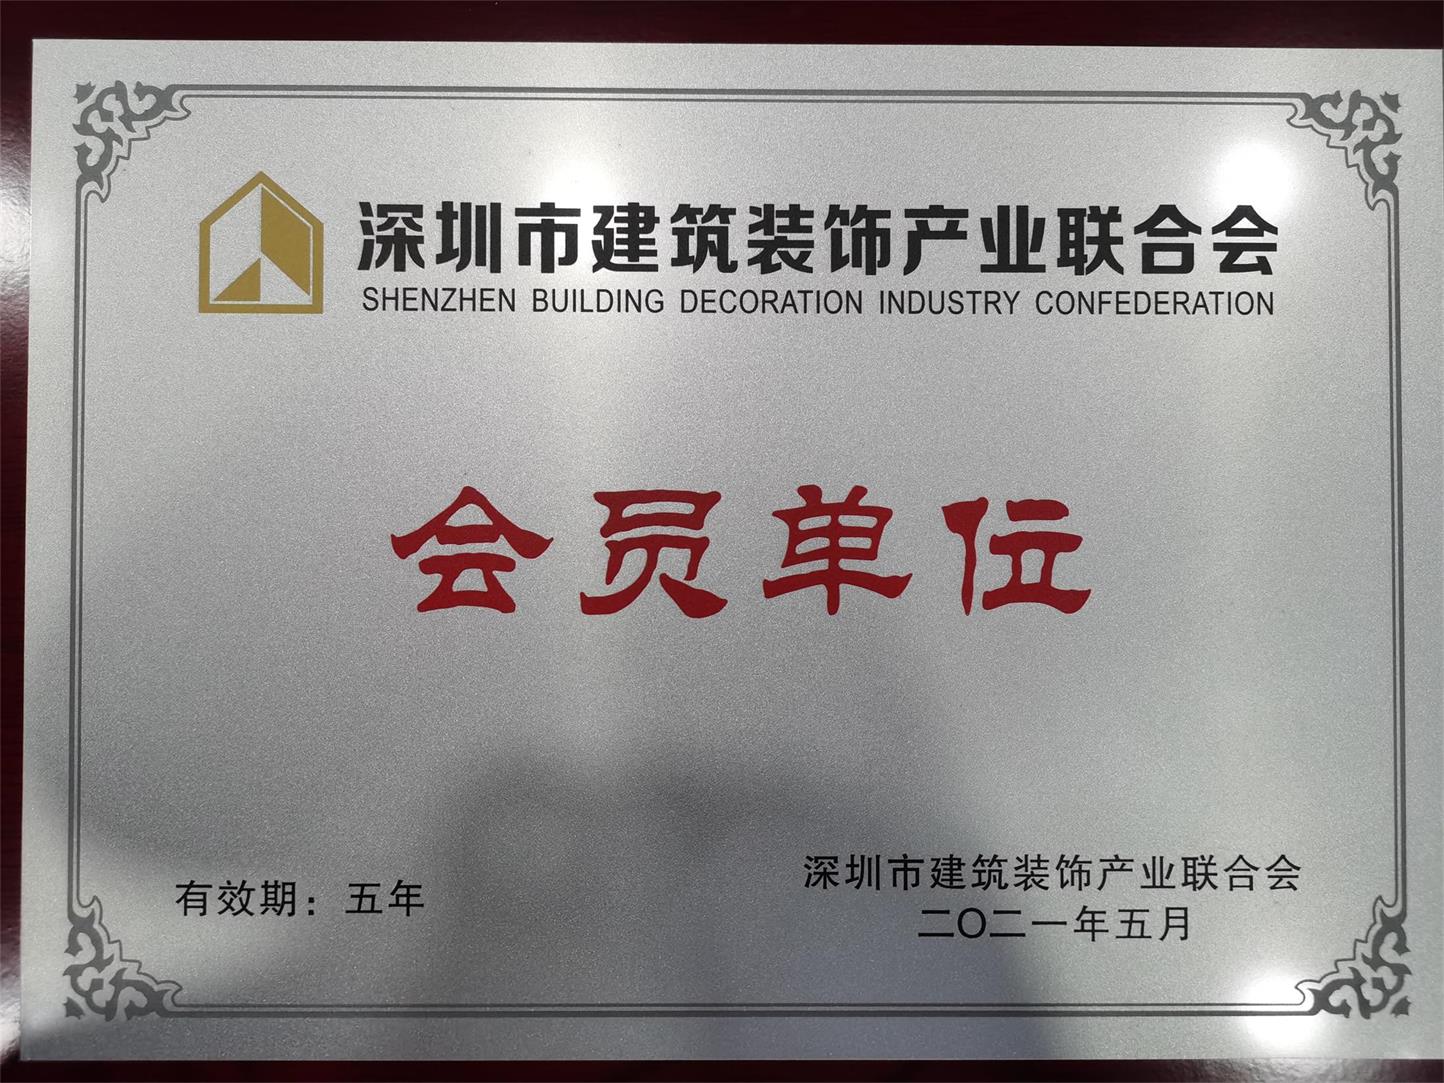 深圳市建筑装饰产业联合会
SHENZHEN BUILDING DECORATION INDUSTRY CONFEDERATION
会员单位
有效期：五年
深圳市建筑装饰产业联合会
二〇二一年五月